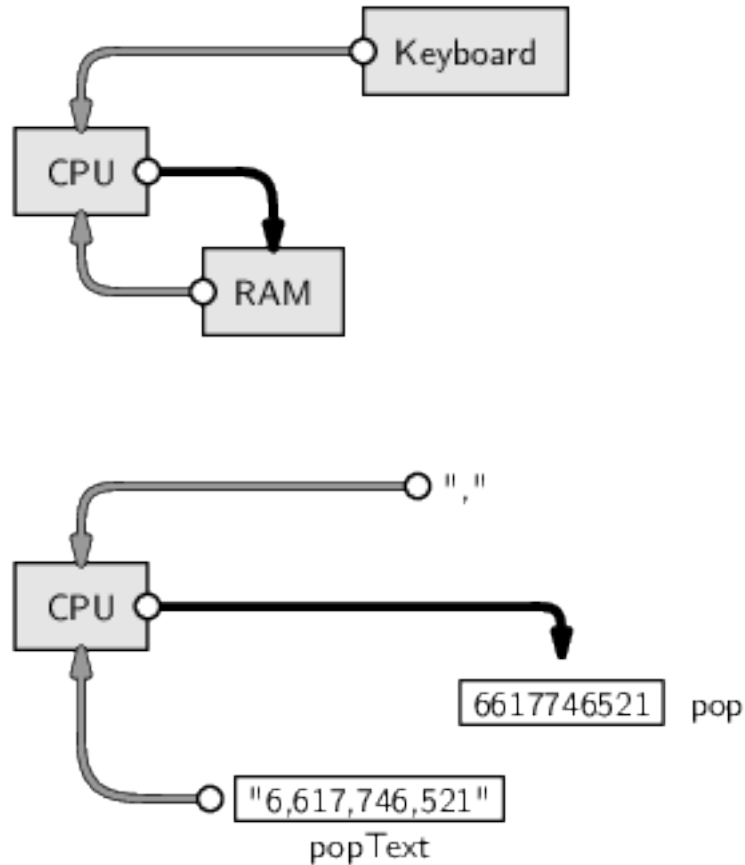 Keyboard
CPU
RAM
","
CPU
6617746521 pop
"6,617,746,521"
popText